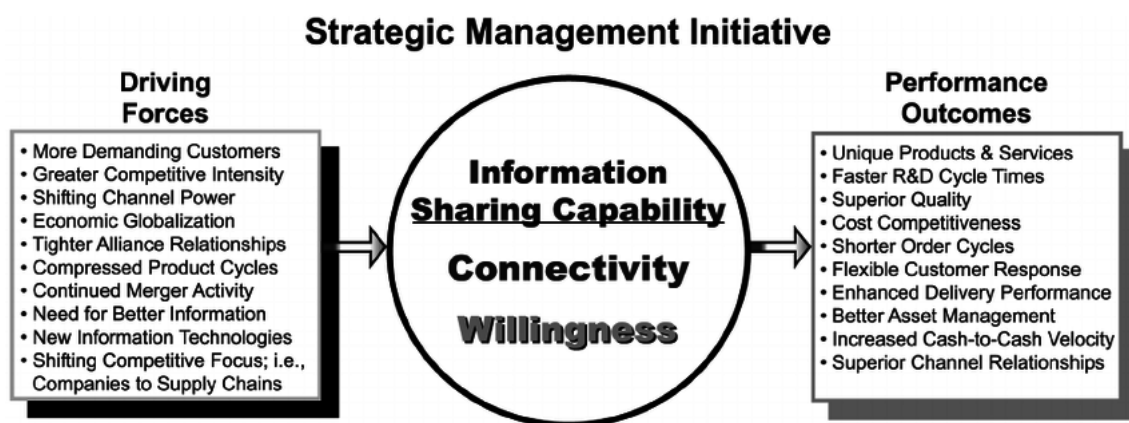 Strategic Management Initiative
Driving
Forces
• More Demanding Customers
• Greater Competitive Intensity
• Shifting Channel Power
• Economic Globalization
• Tighter Alliance Relationships
• Compressed Product Cycles
• Continued Merger Activity
• Need for Better Information
• New Information Technologies
• Shifting Competitive Focus; i.e.,
Companies to Supply Chains
Information
Sharing Capability
Connectivity
Willingness
Performance
Outcomes
• Unique Products & Services
• Faster R&D Cycle Times
• Superior Quality
• Cost Competitiveness
• Shorter Order Cycles
• Flexible Customer Response
• Enhanced Delivery Performance
• Better Asset Management
• Increased Cash-to-Cash Velocity
• Superior Channel Relationships